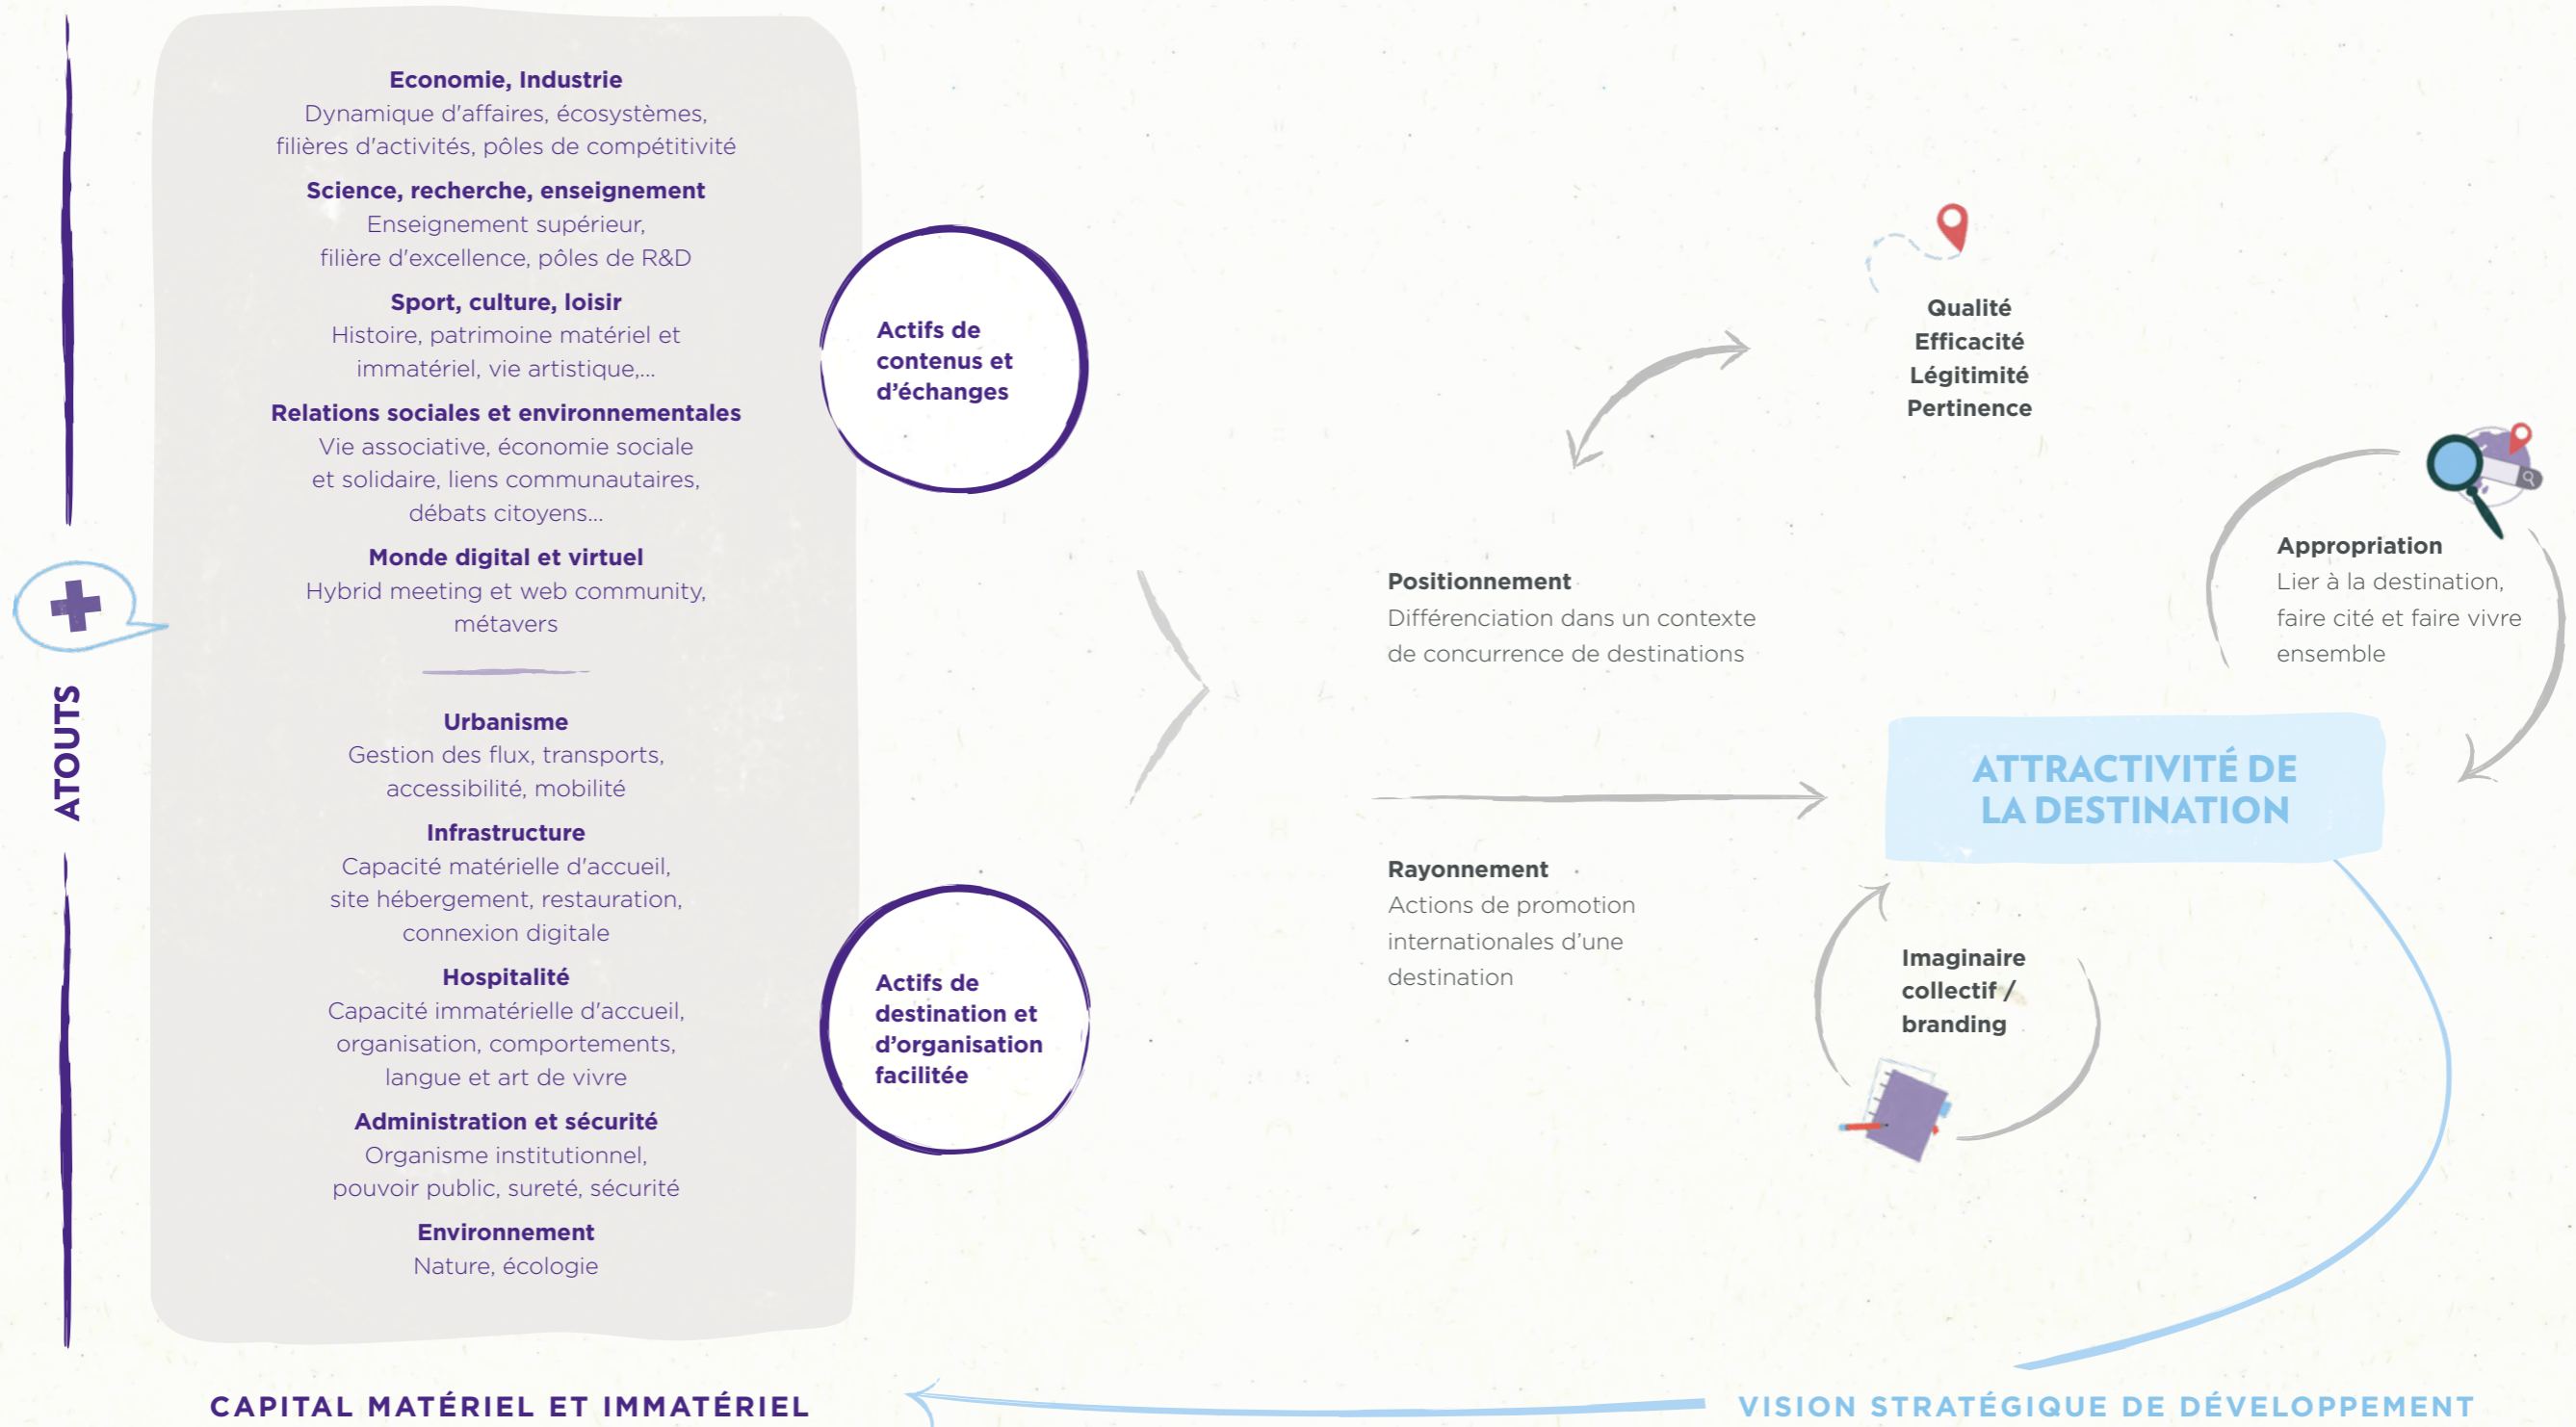 Economie, Industrie
Dynamique d'affaires, écosystèmes,
filières d'activités, pôles de compétitivité
Science, recherche, enseignement
Enseignement supérieur,
filière d'excellence, pôles de R&D
Sport, culture, loisir
Histoire, patrimoine matériel et
immatériel, vie artistique,...
Relations sociales et environnementales
Vie associative, économie sociale
et solidaire, liens communautaires,
débats citoyens...
Monde digital et virtuel
Hybrid meeting et web community,
métavers
Urbanisme
Gestion des flux, transports,
accessibilité, mobilité
Infrastructure
Capacité matérielle d'accueil,
site hébergement, restauration,
connexion digitale
Hospitalité
Capacité immatérielle d'accueil,
organisation, comportements,
langue et art de vivre
Administration et sécurité
Organisme institutionnel,
pouvoir public, sureté, sécurité
Environnement
Nature, écologie
ATOUTS
Actifs de
contenus et
d’échanges
Actifs de
destination et
d’organisation
facilitée
Positionnement
Différenciation dans un contexte
de concurrence de destinations
Rayonnement
Actions de promotion
internationales d’une
destination
Qualité
Efficacité
Légitimité
Pertinence
Appropriation
Lier à la destination,
faire cité et faire vivre
ensemble
ATTRACTIVITÉ DE
LA DESTINATION
Imaginaire
collectif /
branding
CAPITAL MATÉRIEL ET IMMATÉRIEL
VISION STRATÉGIQUE DE DÉVELOPPEMENT